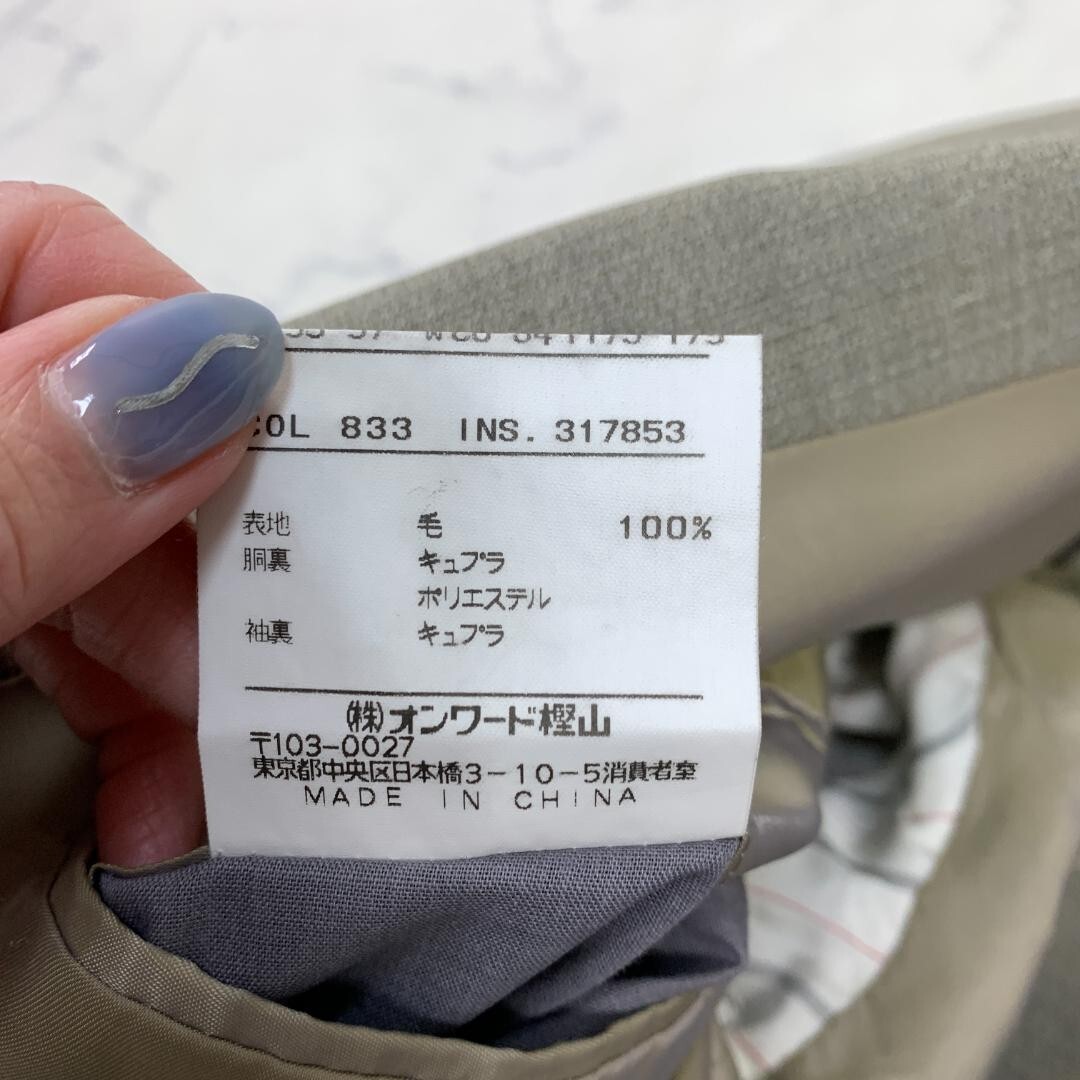 COL 833 INS. 317853
表地 毛 100%
胴裏 キュプラ
ポリエステル
袖裏 キュプラ
㈱オンワード樫山
〒103-0027
東京都中央区日本橋3-10-5消費者室
MADE IN CHINA